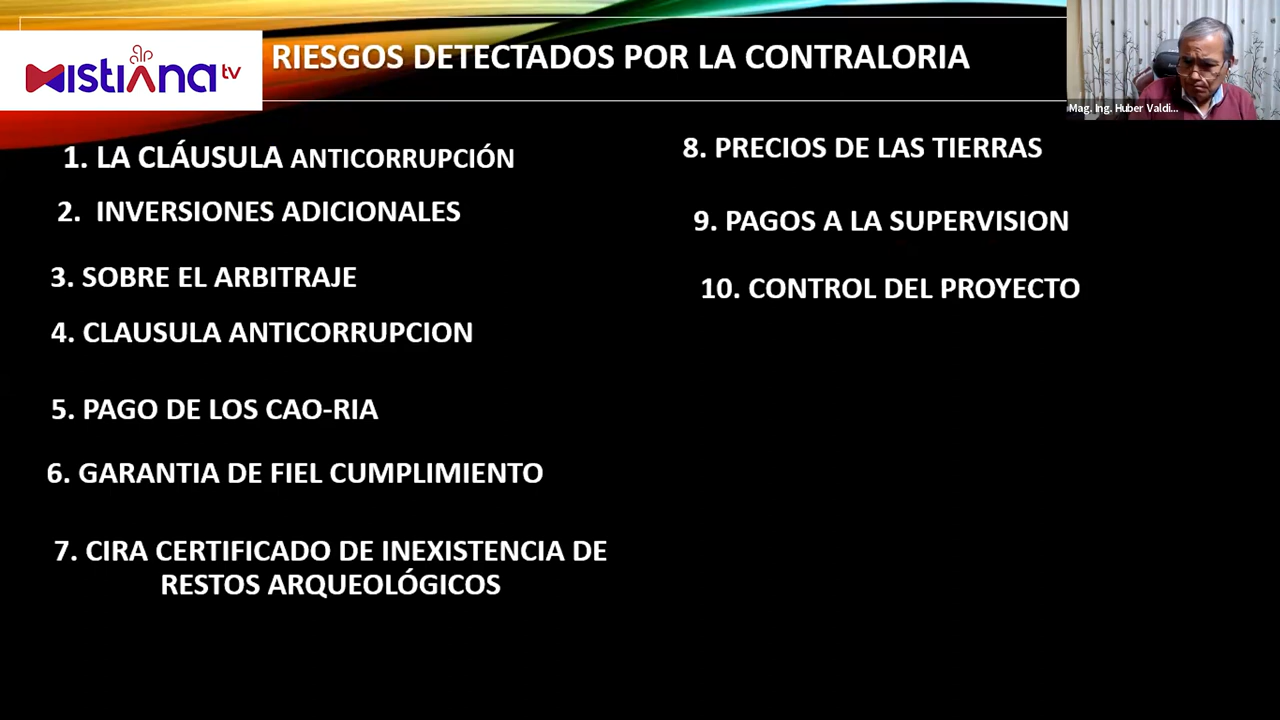 RIESGOS DETECTADOS POR LA CONTRALORIA
MISTIANA tv
Mag. Ing. Huber Valdi...
1. LA CLÁUSULA ANTICORRUPCIÓN
2. INVERSIONES ADICIONALES
3. SOBRE EL ARBITRAJE
4. CLAUSULA ANTICORRUPCION
5. PAGO DE LOS CAO-RIA
6. GARANTIA DE FIEL CUMPLIMIENTO
7. CIRA CERTIFICADO DE INEXISTENCIA DE
RESTOS ARQUEOLÓGICOS
8. PRECIOS DE LAS TIERRAS
9. PAGOS A LA SUPERVISION
10. CONTROL DEL PROYECTO